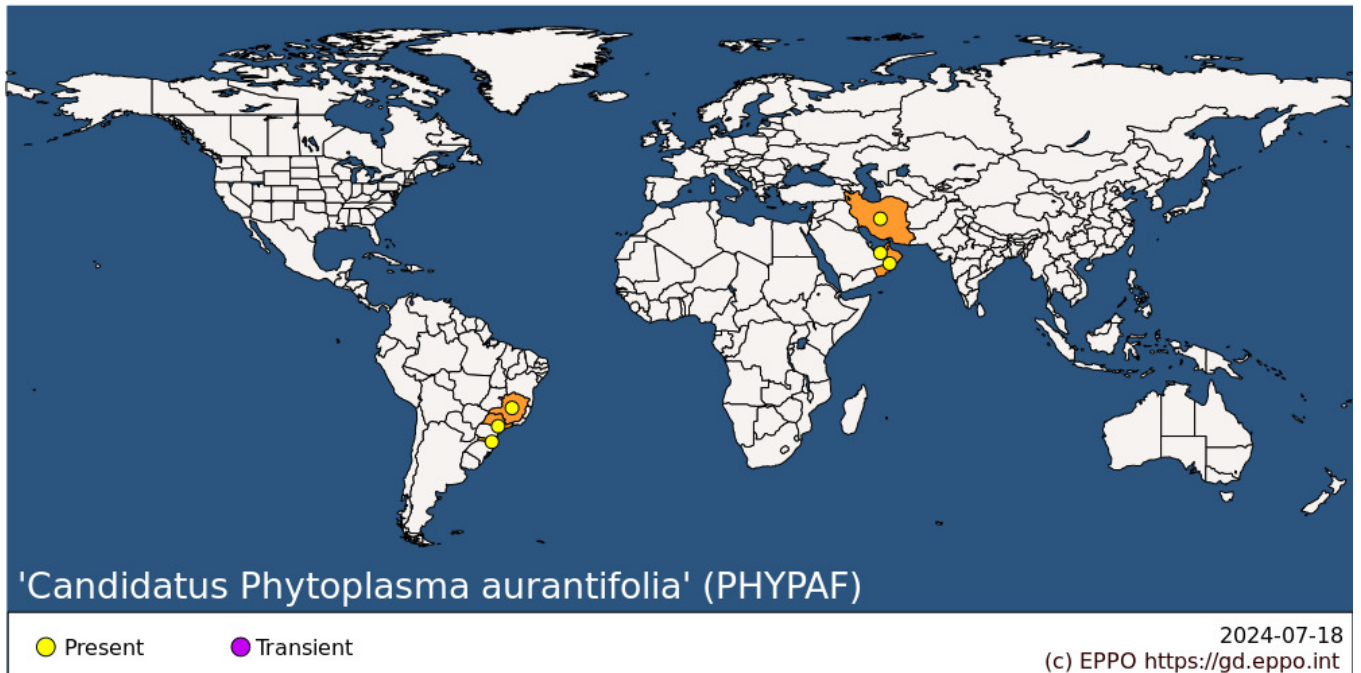 'Candidatus Phytoplasma aurantifolia' (PHYPAF)
Present
Transient
2024-07-18
(c) EPPO https://gd.eppo.int